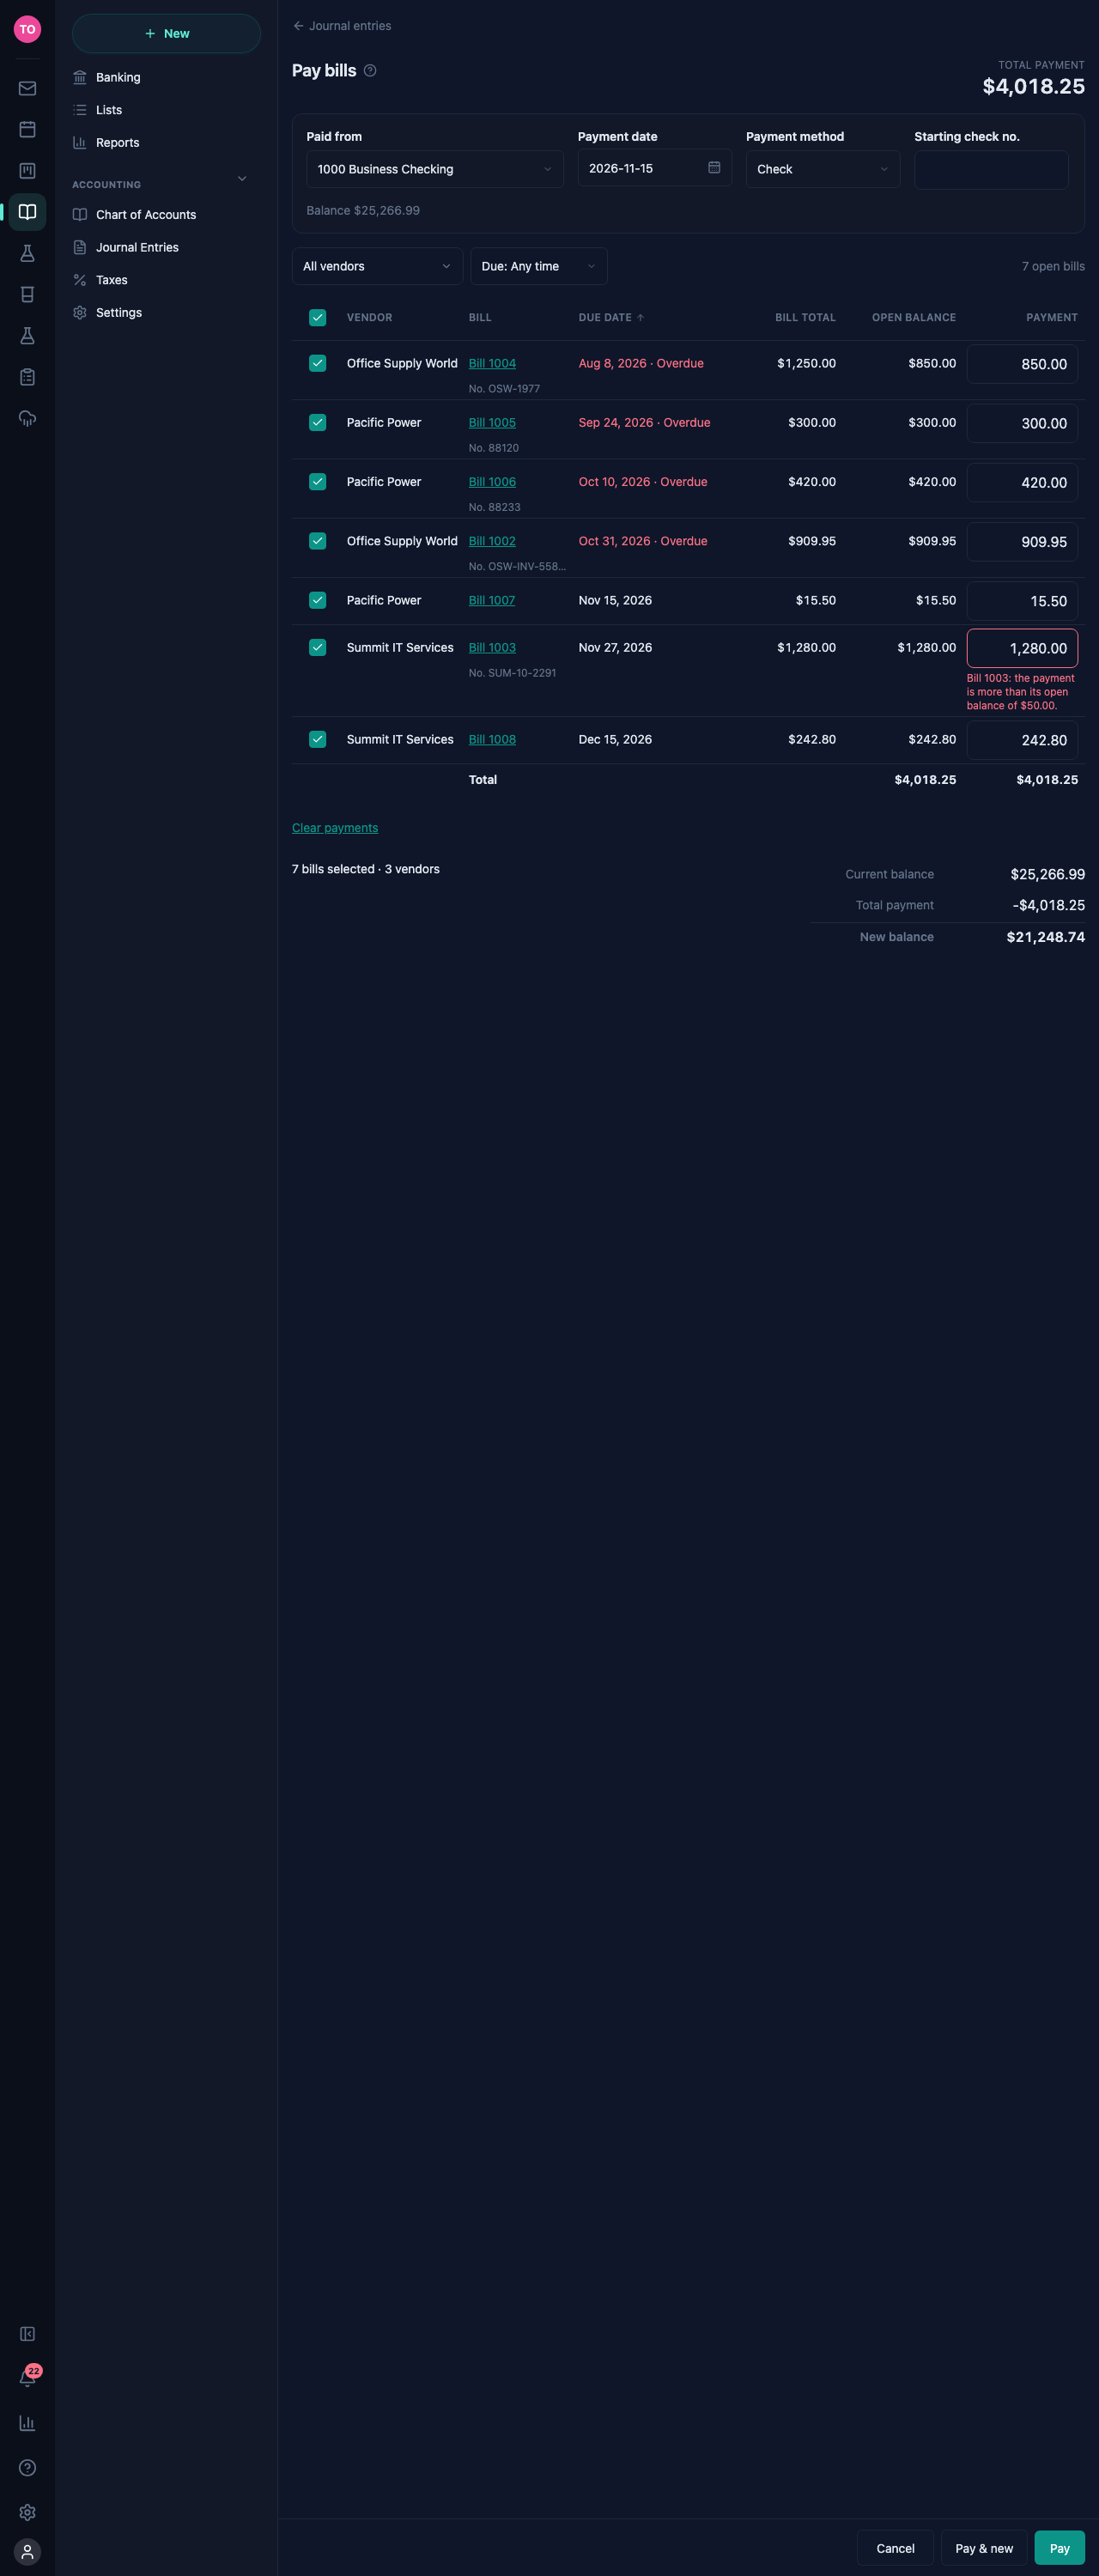 TO
New
Banking
Lists
Reports
ACCOUNTING
Chart of Accounts
Journal Entries
Taxes
Settings
22
Journal entries
Pay bills
TOTAL PAYMENT
$4,018.25
Paid from
Payment date
Payment method
Starting check no.
1000 Business Checking
2026-11-15
Check
Balance $25,266.99
All vendors
Due: Any time
7 open bills
VENDOR BILL DUE DATE ↑ BILL TOTAL OPEN BALANCE PAYMENT
Office Supply World Bill 1004 Aug 8, 2026 · Overdue $1,250.00 $850.00 850.00
No. OSW-1977
Pacific Power Bill 1005 Sep 24, 2026 · Overdue $300.00 $300.00 300.00
No. 88120
Pacific Power Bill 1006 Oct 10, 2026 · Overdue $420.00 $420.00 420.00
No. 88233
Office Supply World Bill 1002 Oct 31, 2026 · Overdue $909.95 $909.95 909.95
No. OSW-INV-558...
Pacific Power Bill 1007 Nov 15, 2026 $15.50 $15.50 15.50
Summit IT Services Bill 1003 Nov 27, 2026 $1,280.00 $1,280.00 1,280.00
No. SUM-10-2291
Bill 1003: the payment
is more than its open
balance of $50.00.
Summit IT Services Bill 1008 Dec 15, 2026 $242.80 $242.80 242.80
Total $4,018.25 $4,018.25
Clear payments
7 bills selected · 3 vendors
Current balance $25,266.99
Total payment -$4,018.25
New balance $21,248.74
Cancel
Pay & new
Pay